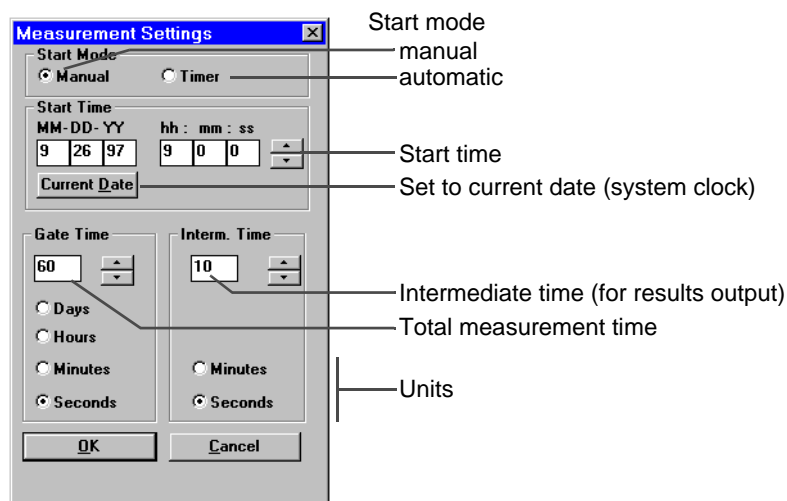 Measurement Settings
Start mode
Start Mode
manual
Manual
Timer
automatic
Start Time
MM-DD-YY hh : mm : ss
9 26 97 9 0 0
Start time
Current Date
Set to current date (system clock)
Gate Time
Interm. Time
60
10
Intermediate time (for results output)
Days
Total measurement time
Hours
Minutes
Minutes
Units
Seconds
Seconds
OK
Cancel